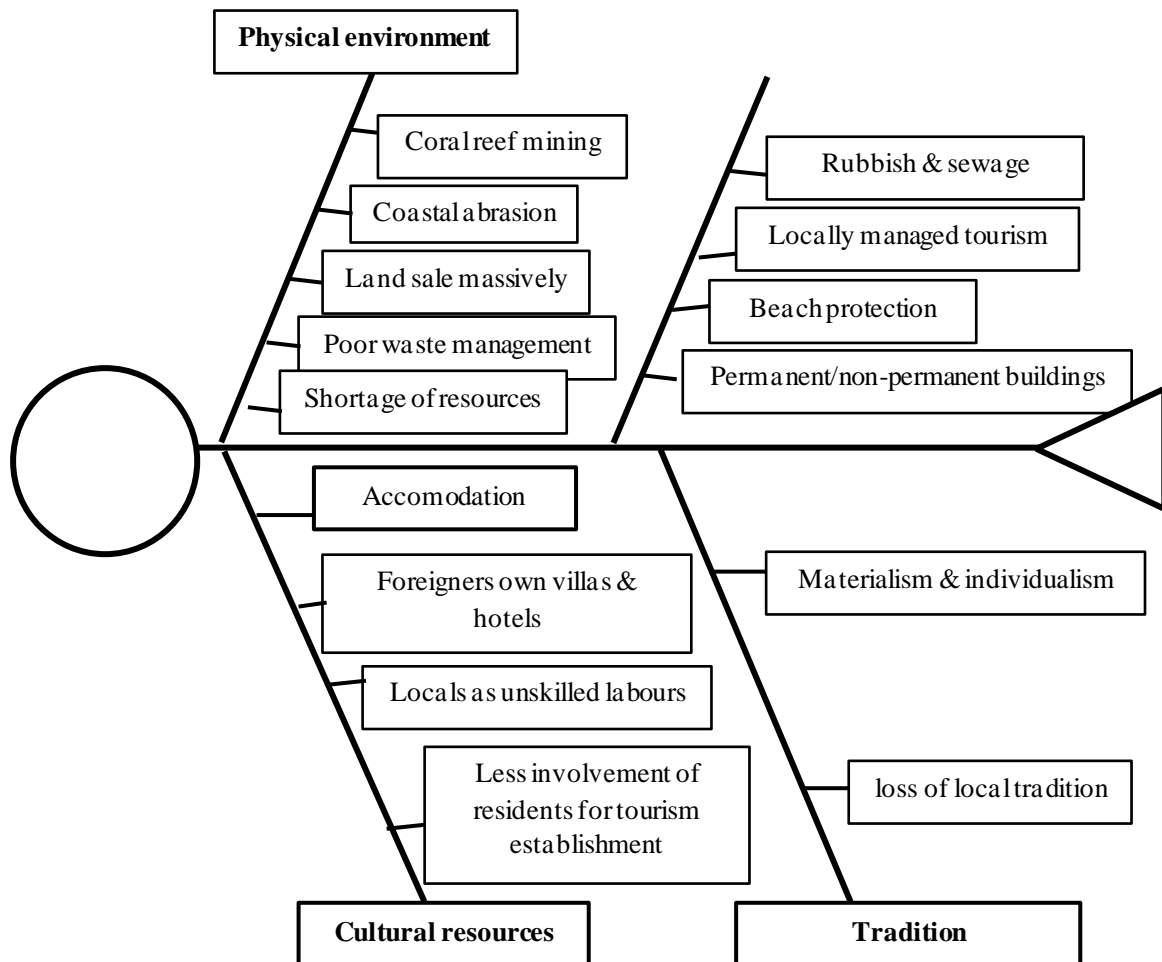 Physical environment
Coral reef mining
Coastal abrasion
Land sale massively
Poor waste management
Shortage of resources
Rubbish & sewage
Locally managed tourism
Beach protection
Permanent/non-permanent buildings
Accomodation
Foreigners own villas &
hotels
Locals as unskilled labours
Less involvement of
residents for tourism
establishment
Cultural resources
Materialism & individualism
loss of local tradition
Tradition